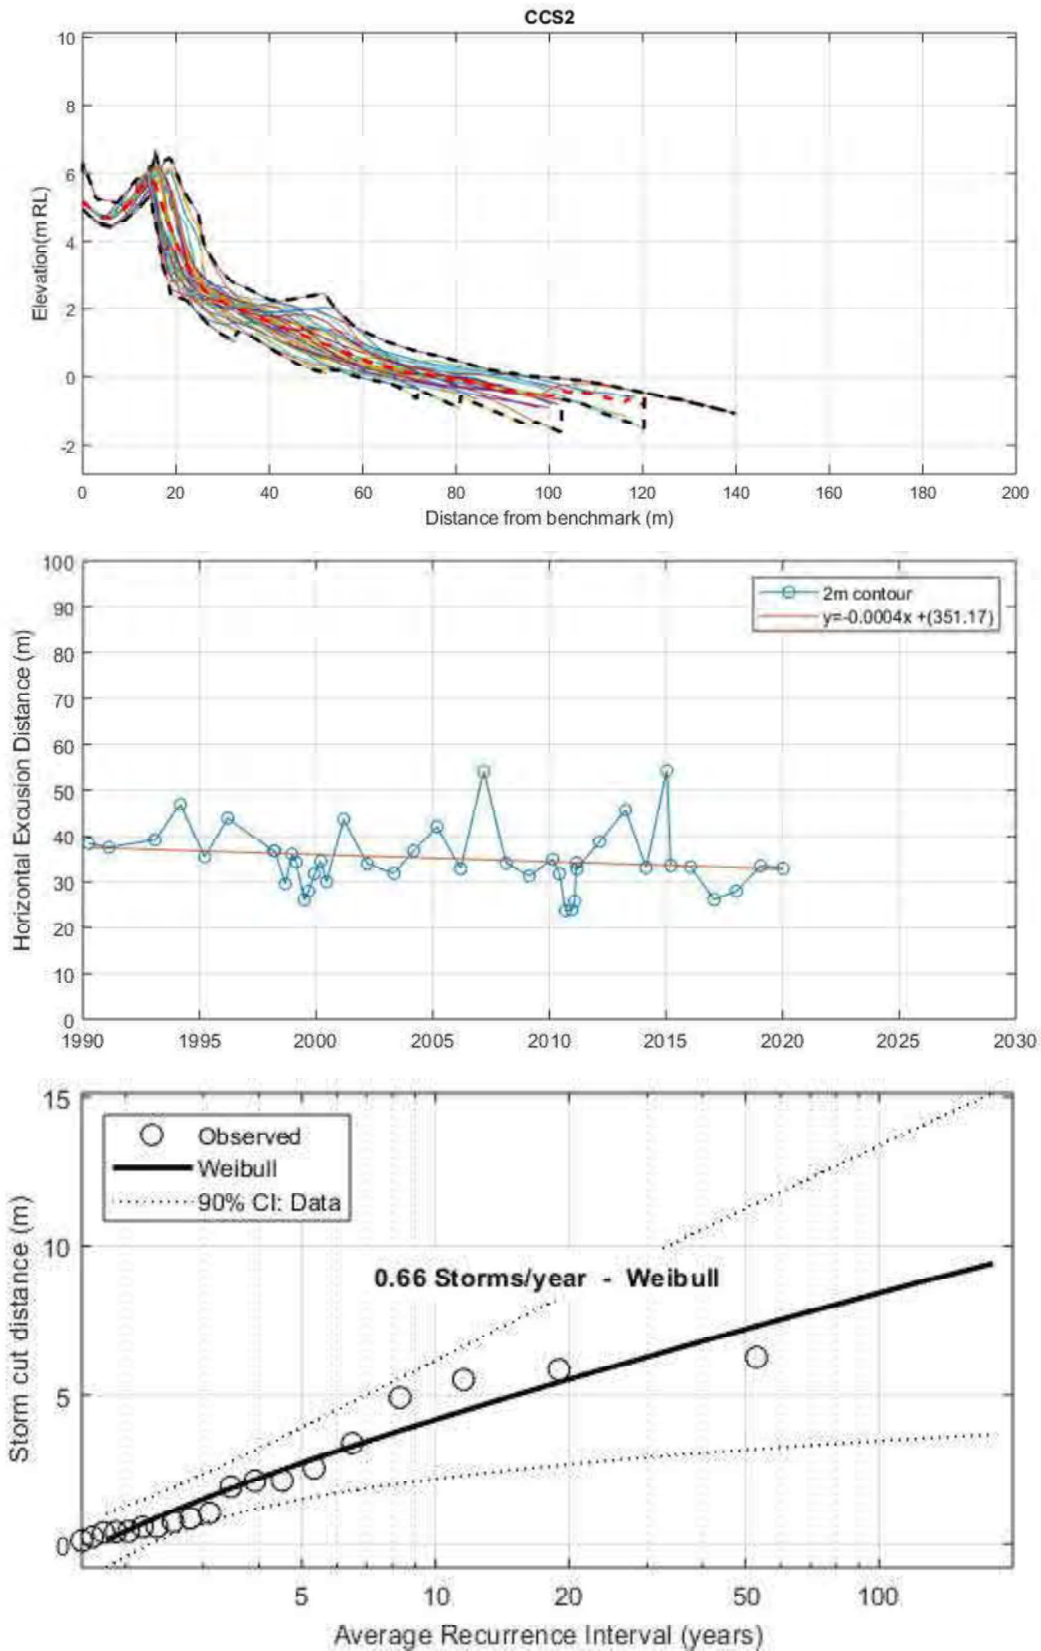 CCS2
10
8
6
4
2
0
-2
Elevation(m RL)
0 20 40 60 80 100 120 140 160 180 200
Distance from benchmark (m)
100
90
80
70
60
50
40
30
20
10
0
Horizontal Excusion Distance (m)
2m contour
y=-0.0004x +(351.17)
1990 1995 2000 2005 2010 2015 2020 2025 2030
15
10
5
0
Storm cut distance (m)
Observed
Weibull
90% CI: Data
0.66 Storms/year - Weibull
5 10 20 50 100
Average Recurrence Interval (years)